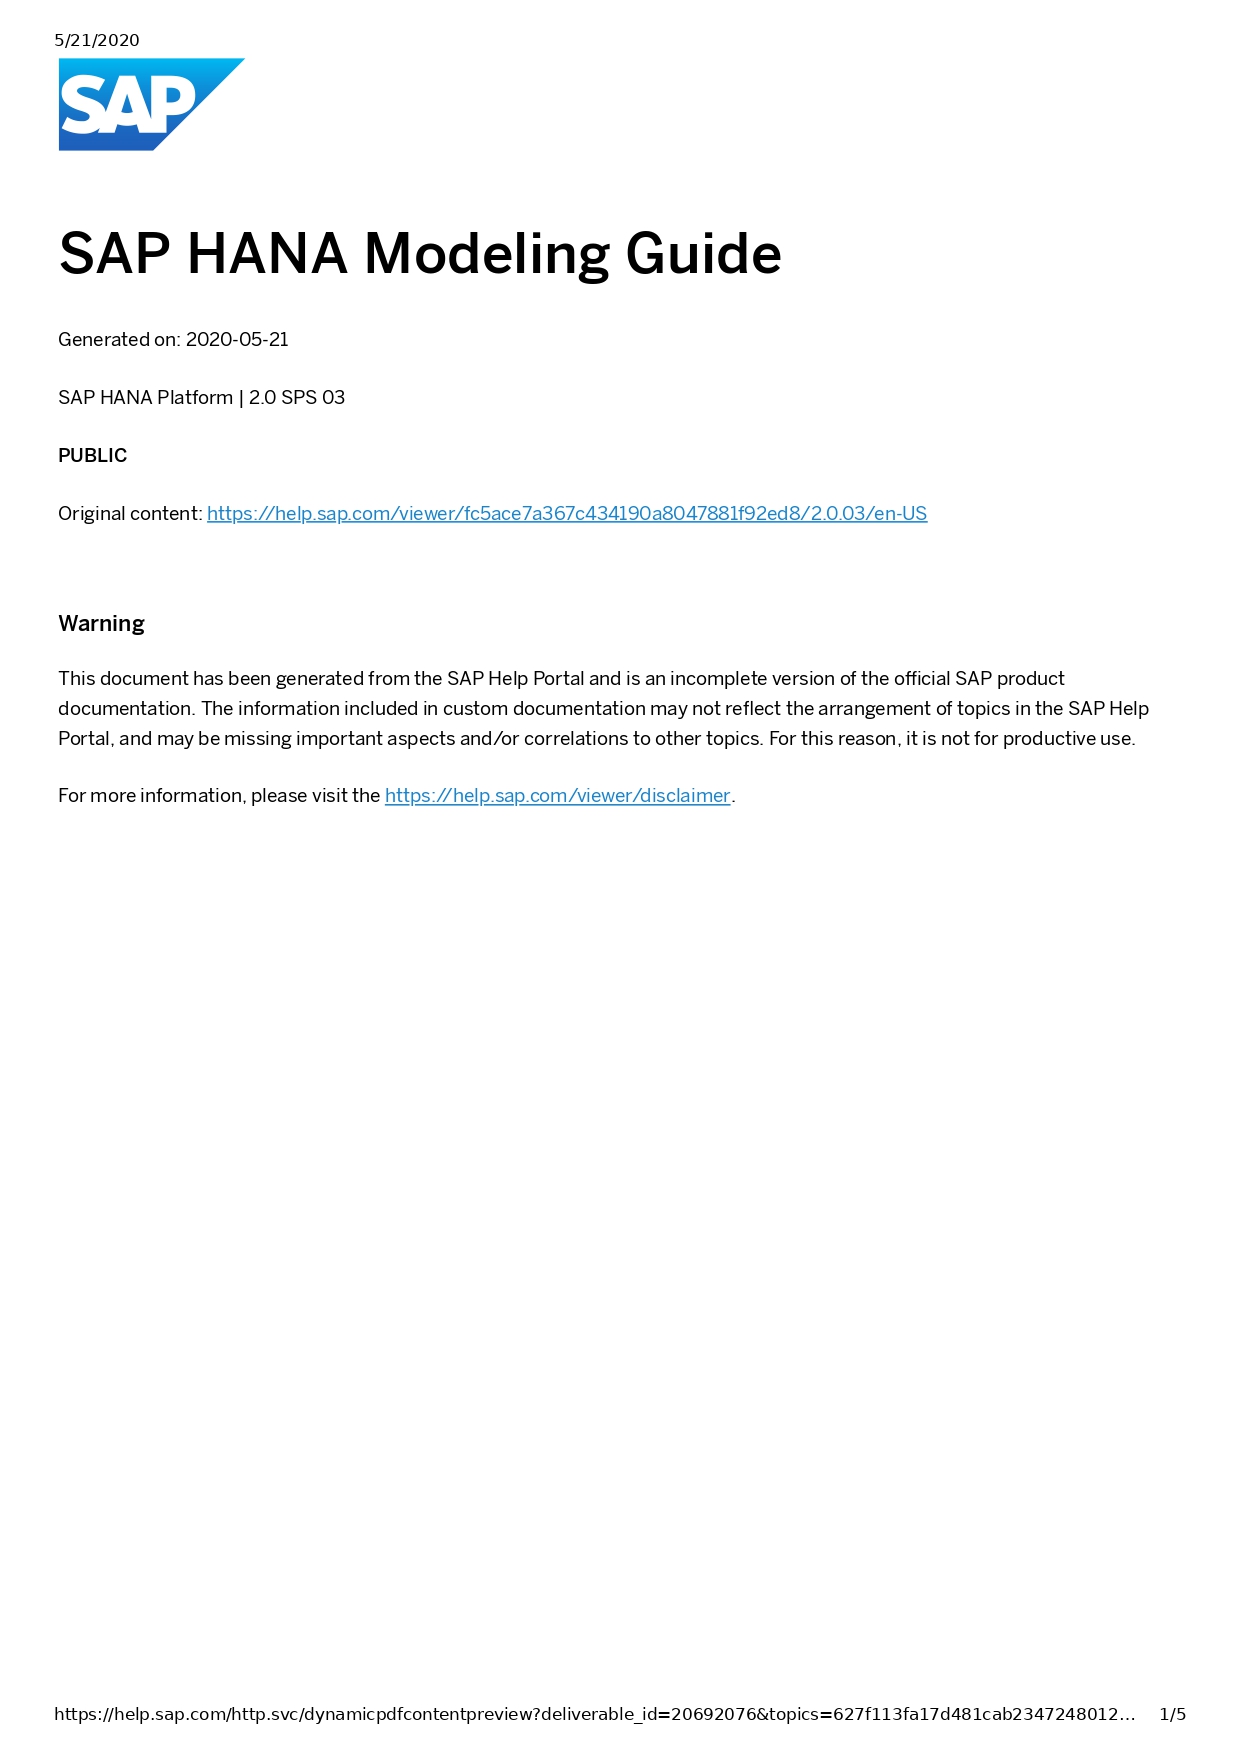 5/21/2020
SAP
SAP HANA Modeling Guide
Generated on: 2020-05-21
SAP HANA Platform | 2.0 SPS 03
PUBLIC
Original content: https://help.sap.com/viewer/fc5ace7a367c434190a8047881f92ed8/2.0.03/en-US
Warning
This document has been generated from the SAP Help Portal and is an incomplete version of the official SAP product
documentation. The information included in custom documentation may not reflect the arrangement of topics in the SAP Help
Portal, and may be missing important aspects and/or correlations to other topics. For this reason, it is not for productive use.
For more information, please visit the https://help.sap.com/viewer/disclaimer.
https://help.sap.com/http.svc/dynamicpdfcontentpreview?deliverable_id=20692076&topics=627f113fa17d481cab2347248012… 1/5